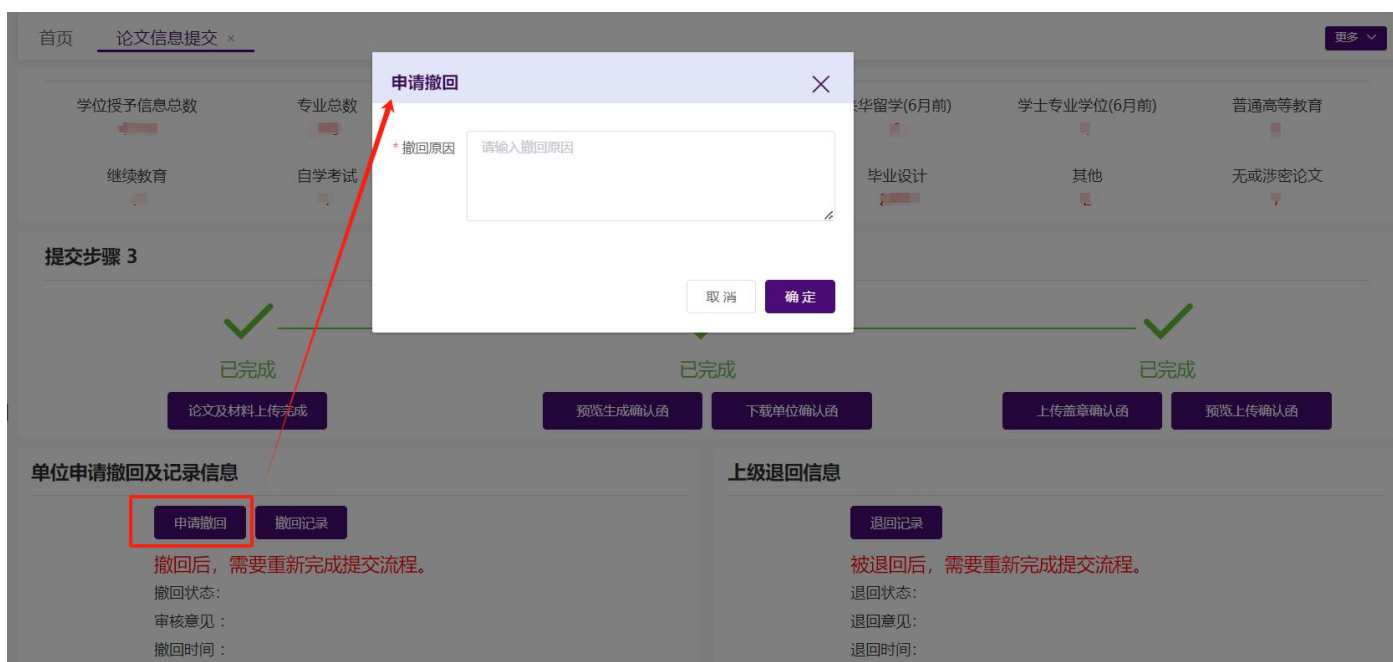 首页 论文信息提交 × 更多
申请撤回
学位授予信息总数 专业总数 华留学(6月前) 学士专业学位(6月前) 普通高等教育
* 撤回原因 请输入撤回原因
继续教育 自学考试 毕业设计 其他 无或涉密论文
提交步骤 3
取消 确定
已完成 已完成 已完成
论文及材料上传完成 预览生成确认函 下载单位确认函 上传盖章确认函 预览上传确认函
单位申请撤回及记录信息 上级退回信息
申请撤回 撤回记录 退回记录
撤回后，需要重新完成提交流程。 被退回后，需要重新完成提交流程。
撤回状态： 退回状态：
审核意见： 退回意见：
撤回时间： 退回时间：